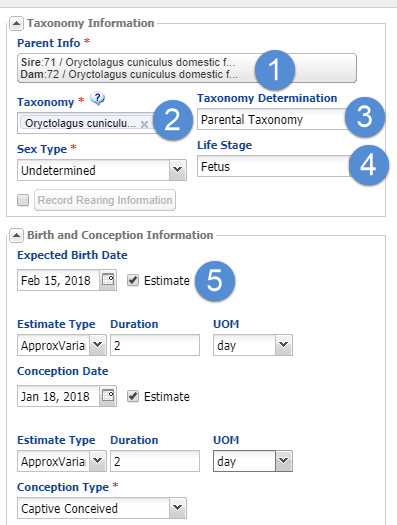 Taxonomy Information
Parent Info *
Sire:71 / Oryctolagus cuniculus domestic f...
Dam:72 / Oryctolagus cuniculus domestic f...
1
Taxonomy * ?
Taxonomy Determination
Oryctolagus cuniculu... x
2
Parental Taxonomy
3
Sex Type *
Life Stage
Undetermined
Fetus
4
Record Rearing Information
Birth and Conception Information
Expected Birth Date
Feb 15, 2018
Estimate
5
Estimate Type Duration UOM
ApproxVaria 2 day
Conception Date
Jan 18, 2018
Estimate
Estimate Type Duration UOM
ApproxVaria 2 day
Conception Type *
Captive Conceived